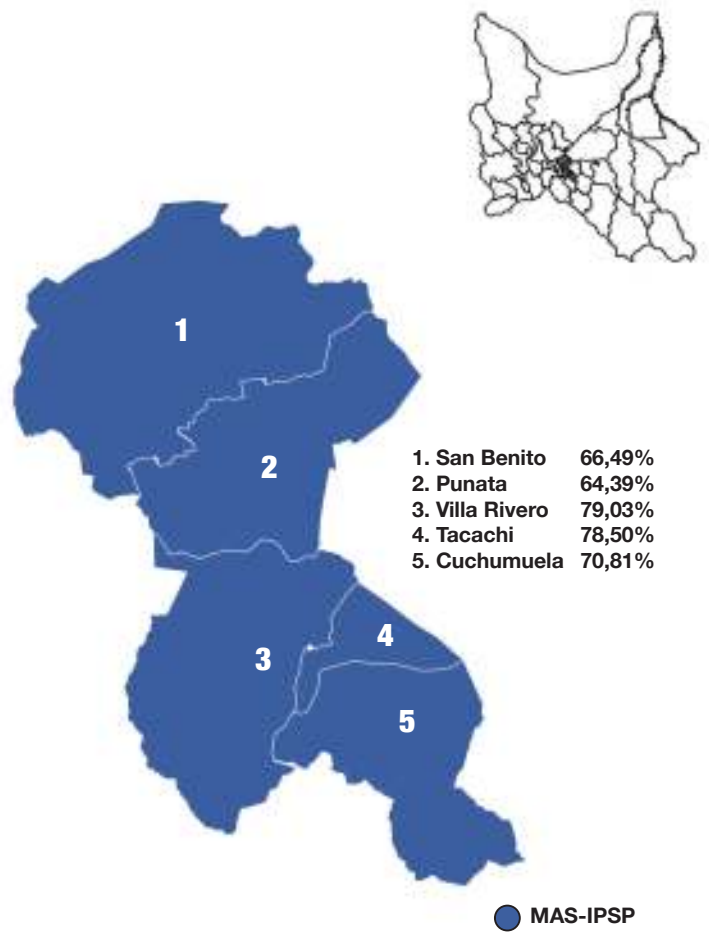 1
2
1. San Benito 66,49%
2. Punata 64,39%
3. Villa Rivero 79,03%
4. Tacachi 78,50%
5. Cuchumuela 70,81%
4
3
5
MAS-IPSP